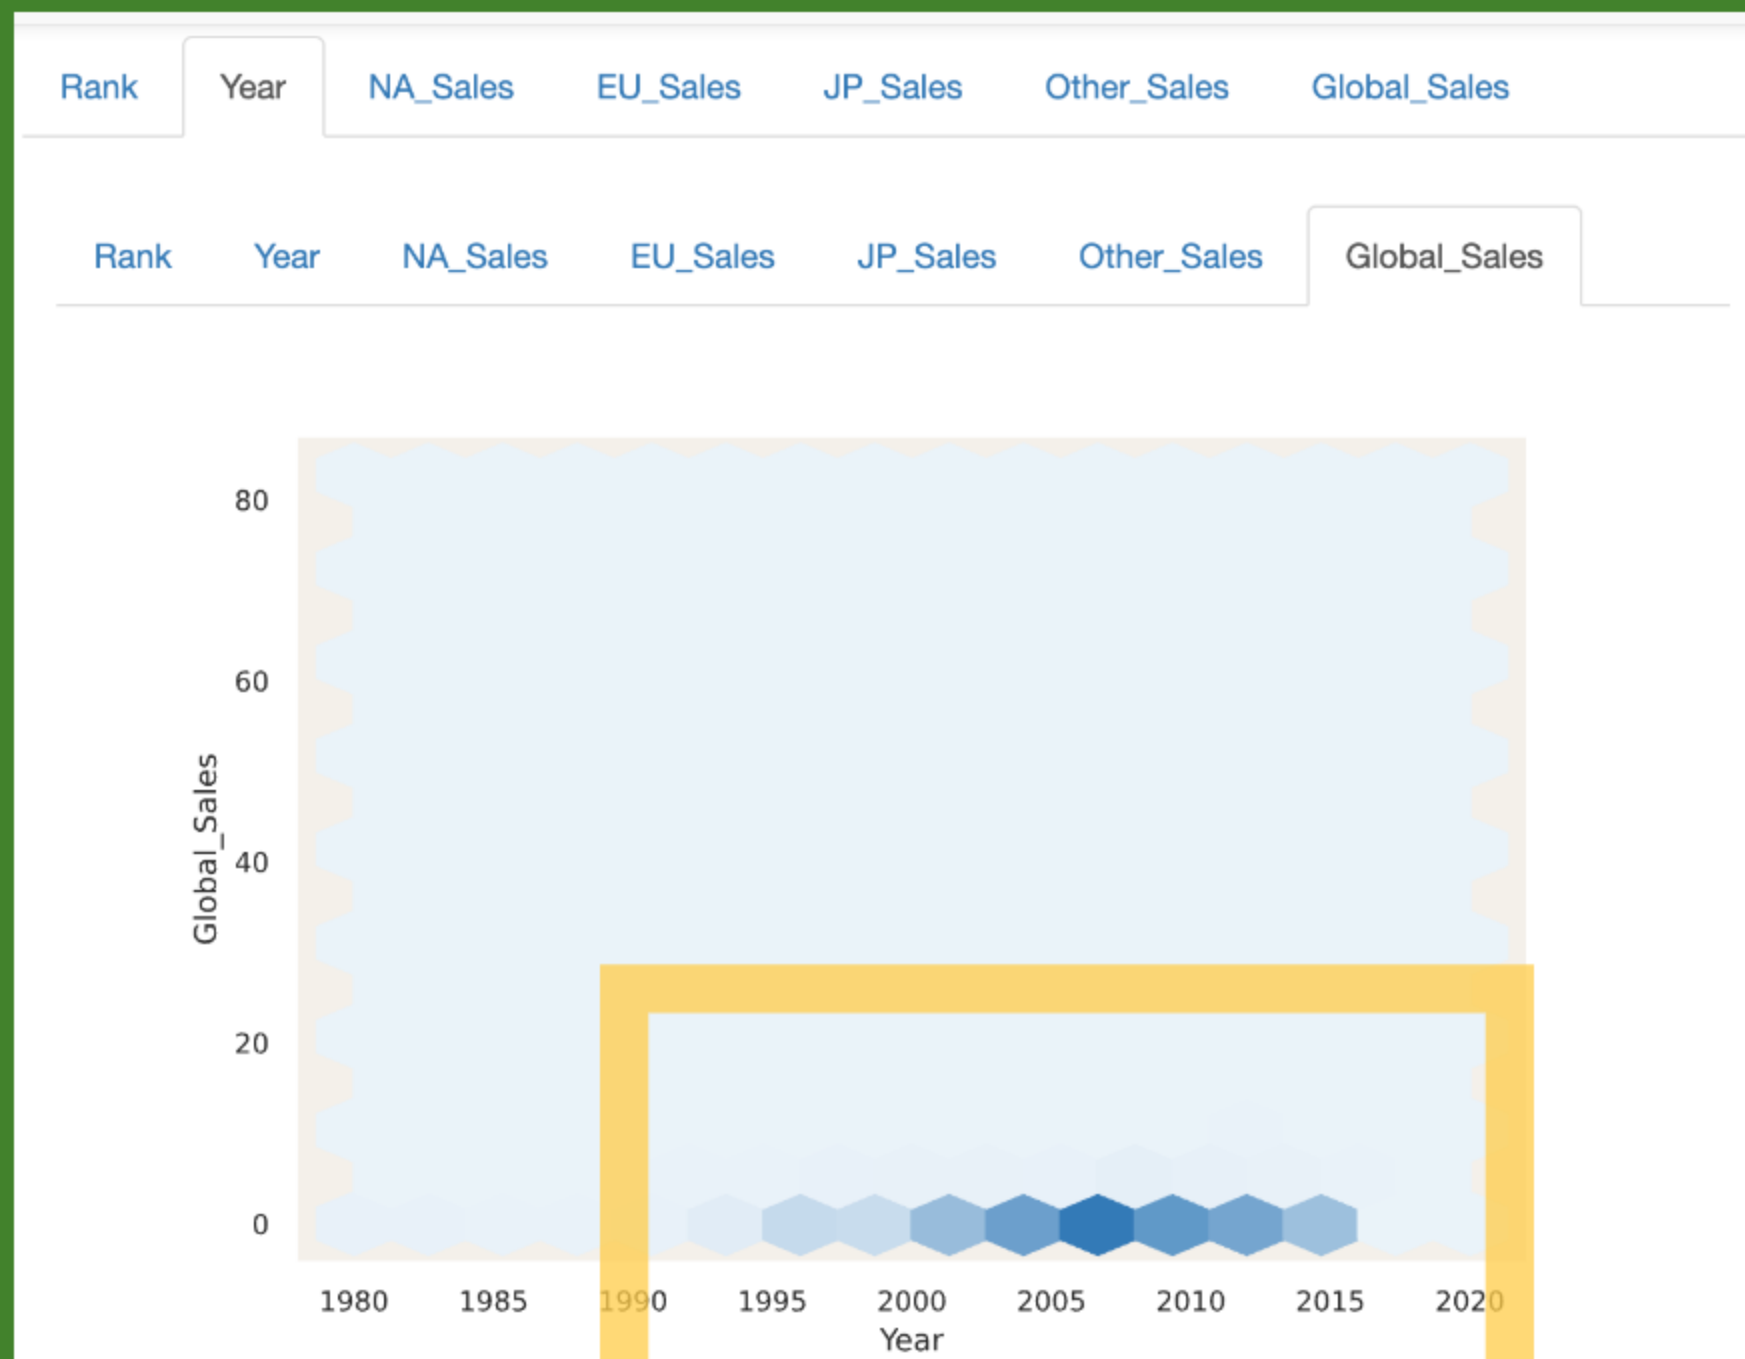 Rank Year NA_Sales EU_Sales JP_Sales Other_Sales Global_Sales
Rank Year NA_Sales EU_Sales JP_Sales Other_Sales Global_Sales
80
60
40
20
0
Global_Sales
1980 1985 1990 1995 2000 2005 2010 2015 2020
Year